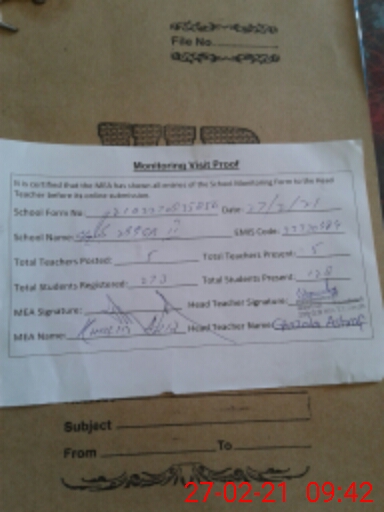 File No
Monitoring Visit Proof
It is certified that the MEA has shown all entries of the School Monitoring Form to the Head
Teacher before its online submission.
School Form No Date: 27/2/21
School Name: EMIS Code:
Total Teachers Posted: 5 Total Teachers Present: 5
Total Students Registered: 273 Total Students Present: 128
MEA Signature: Head Teacher Signature:
MEA Name: Head Teacher Name: Ghazala Ashraf
Subject
From To
27-02-21 09:42